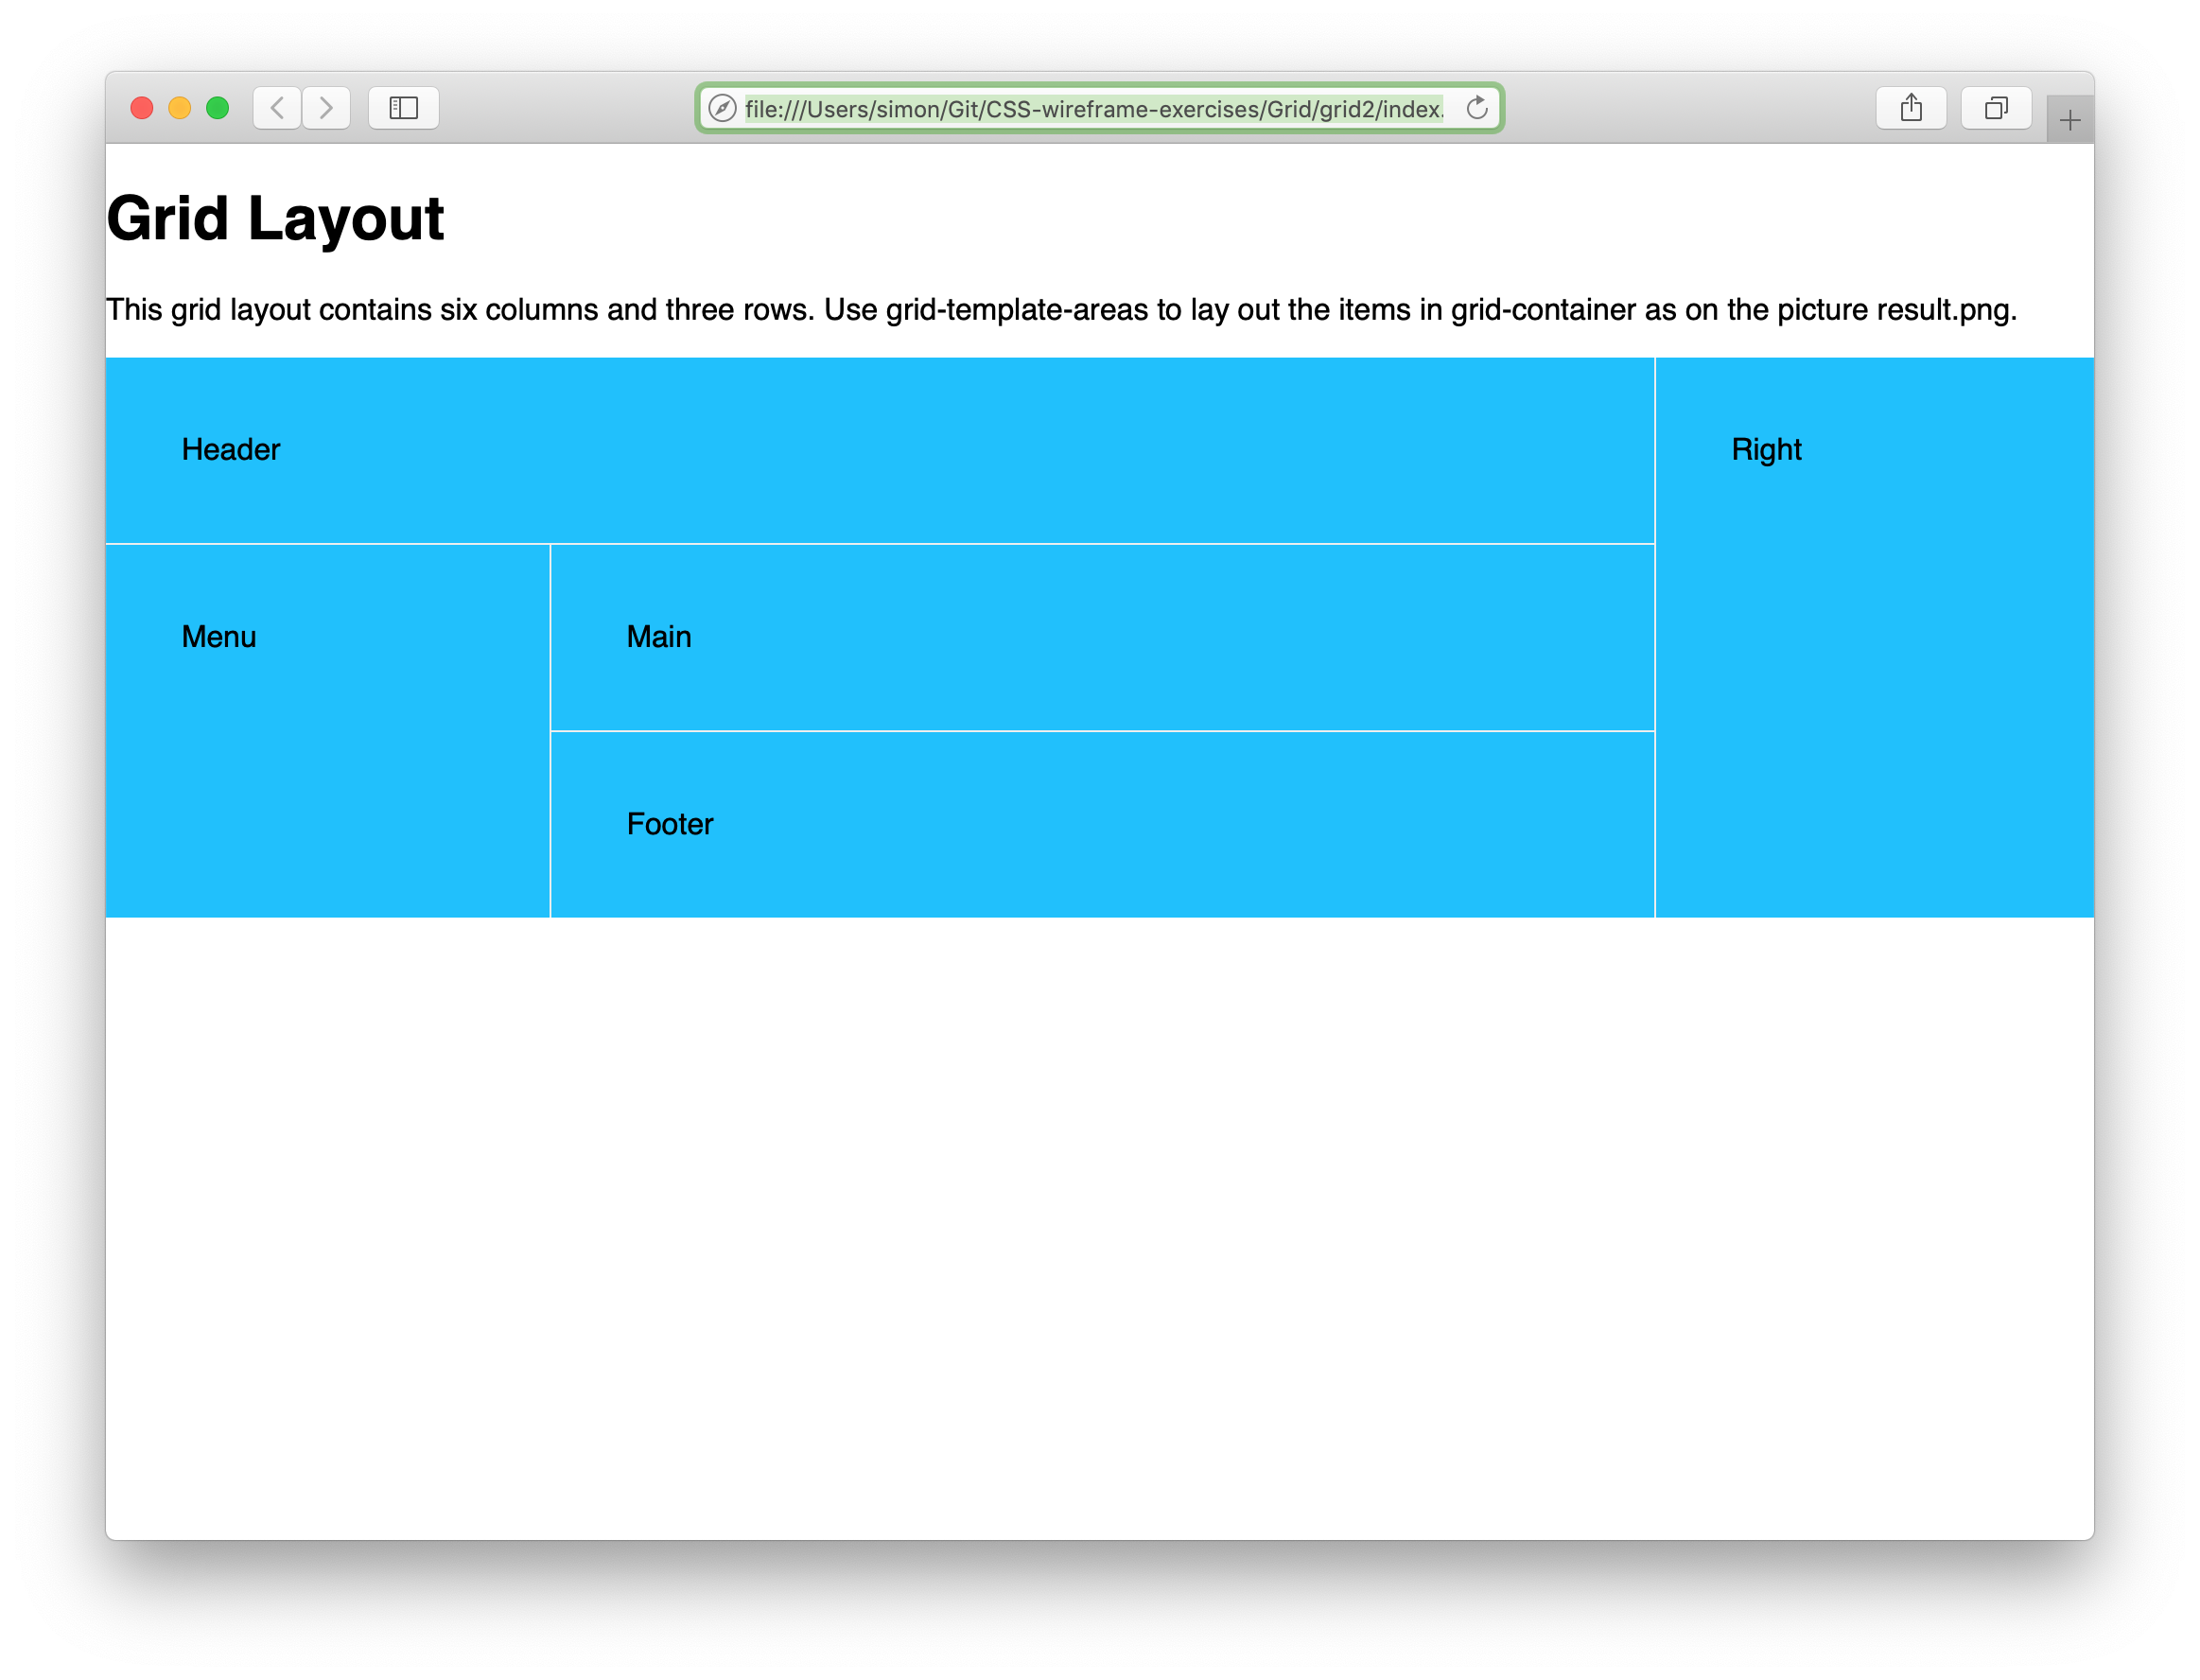 file:///Users/simon/Git/CSS-wireframe-exercises/Grid/grid2/index.
Grid Layout
This grid layout contains six columns and three rows. Use grid-template-areas to lay out the items in grid-container as on the picture result.png.
Header
Right
Menu
Main
Footer